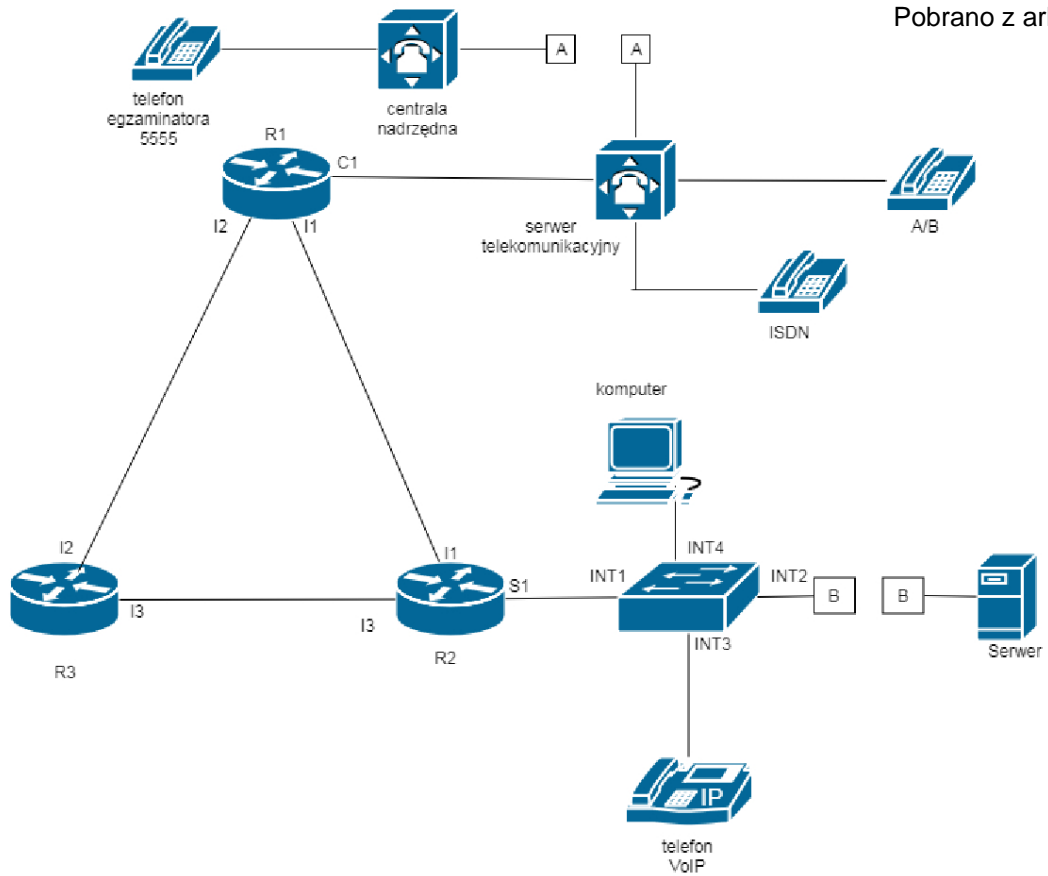 Pobrano z ar
A
A
telefon
egzaminatora
5555
centrala
nadrzędna
R1
C1
I2
I1
serwer
telekomunikacyjny
A/B
ISDN
komputer
I2
I3
R3
I1
S1
I3
R2
INT1
INT4
INT2
INT3
B
B
Serwer
IP
telefon
VoIP